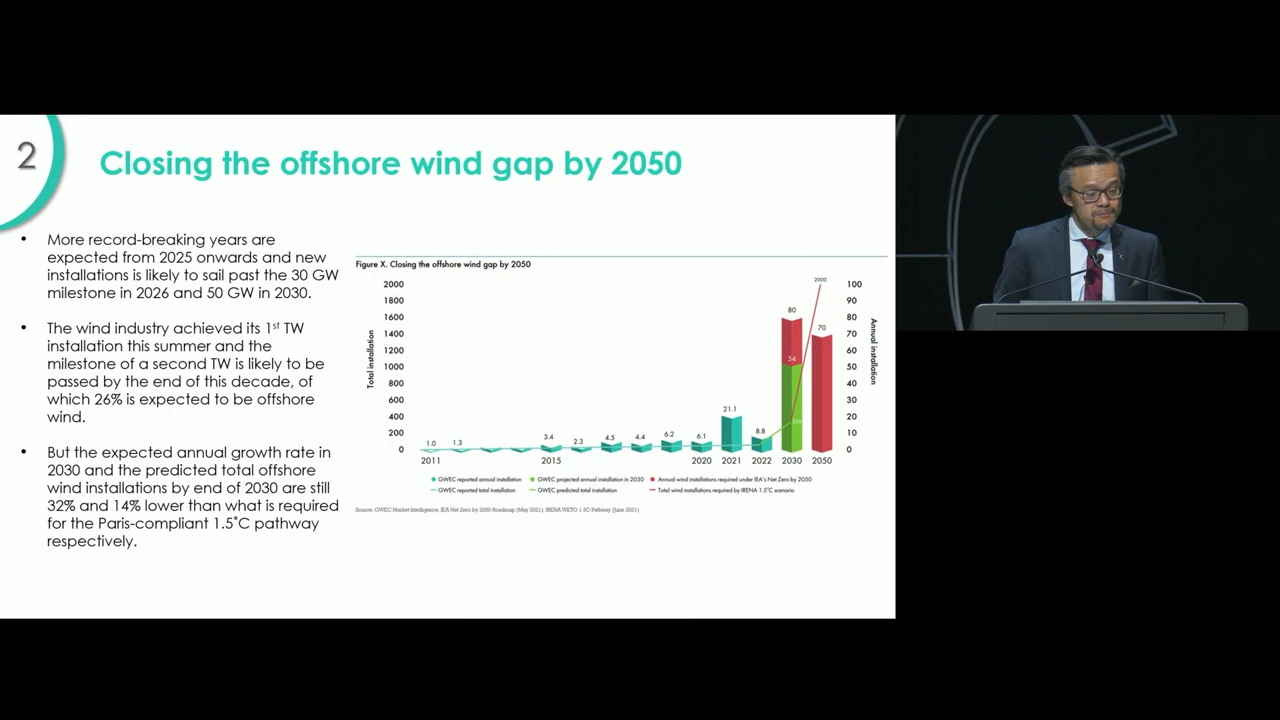 2
Closing the offshore wind gap by 2050
• More record-breaking years are
expected from 2025 onwards and new
installations is likely to sail past the 30 GW
milestone in 2026 and 50 GW in 2030.
• The wind industry achieved its 1st TW
installation this summer and the
milestone of a second TW is likely to be
passed by the end of this decade, of
which 26% is expected to be offshore
wind.
• But the expected annual growth rate in
2030 and the predicted total offshore
wind installations by end of 2030 are still
32% and 14% lower than what is required
for the Paris-compliant 1.5˚C pathway
respectively.
Figure X. Closing the offshore wind gap by 2050
Total installation
2000
1800
1600
1400
1200
1000
800
600
400
200
0
1.0 1.3 3.4 2.3 4.5 4.4 6.2 6.1 21.1 8.8 80 54 70 2000
2011 2015 2020 2021 2022 2030 2050
100
90
80
70
60
50
40
30
20
10
0
Annual installation
GWEC reported annual installation GWEC projected annual installation in 2030 Annual wind installations required under IEA's Net Zero by 2050
GWEC reported total installation GWEC predicted total installation Total wind installations required by IRENA 1.5°C scenario
Source: GWEC Market Intelligence, IEA Net Zero by 2050 Roadmap (May 2021), IRENA WETO 1.5C Pathway (June 2021)